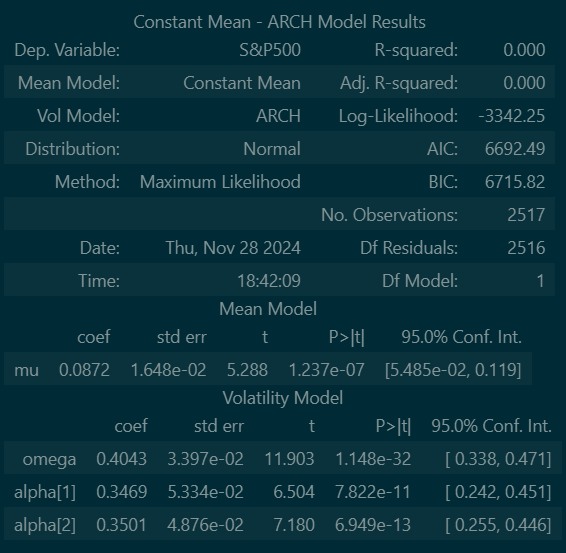 Constant Mean - ARCH Model Results
Dep. Variable: S&P500 R-squared: 0.000
Mean Model: Constant Mean Adj. R-squared: 0.000
Vol Model: ARCH Log-Likelihood: -3342.25
Distribution: Normal AIC: 6692.49
Method: Maximum Likelihood BIC: 6715.82
No. Observations: 2517
Date: Thu, Nov 28 2024 Df Residuals: 2516
Time: 18:42:09 Df Model: 1
Mean Model
coef std err t P>|t| 95.0% Conf. Int.
mu 0.0872 1.648e-02 5.288 1.237e-07 [5.485e-02, 0.119]
Volatility Model
coef std err t P>|t| 95.0% Conf. Int.
omega 0.4043 3.397e-02 11.903 1.148e-32 [ 0.338, 0.471]
alpha[1] 0.3469 5.334e-02 6.504 7.822e-11 [ 0.242, 0.451]
alpha[2] 0.3501 4.876e-02 7.180 6.949e-13 [ 0.255, 0.446]